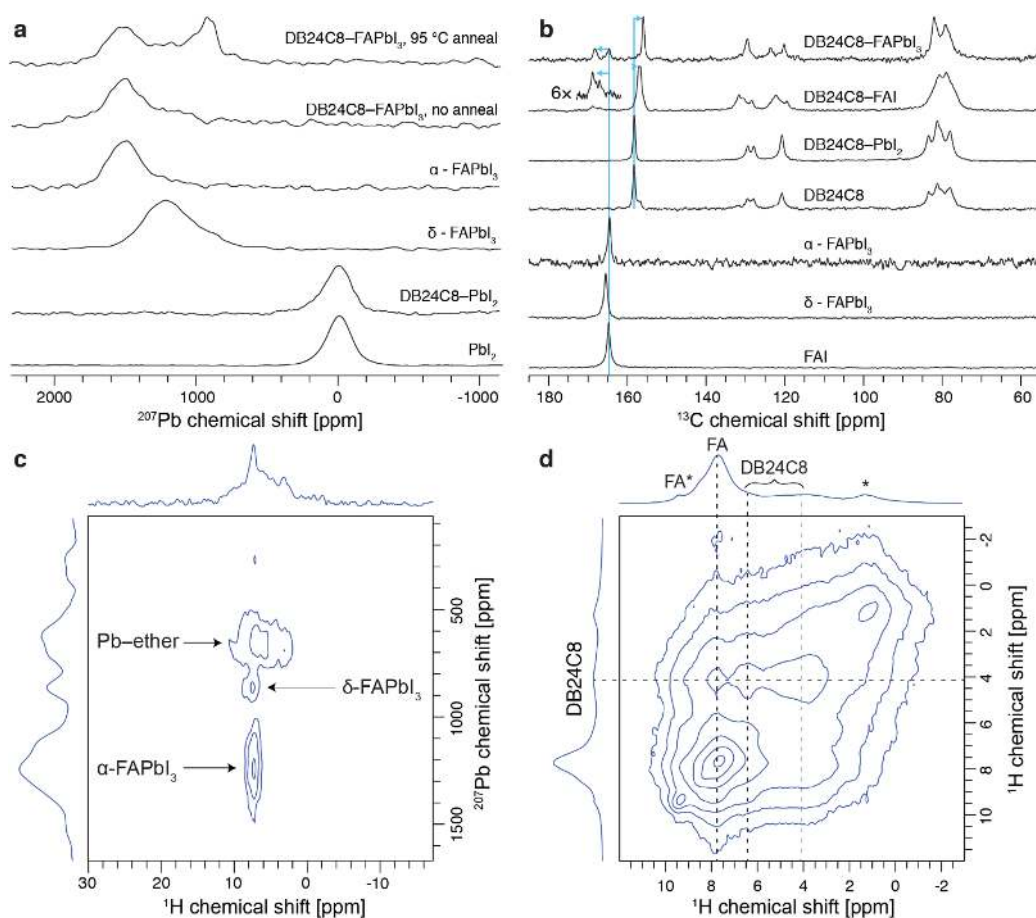 a
DB24C8–FAPbI₃, 95 °C anneal
DB24C8–FAPbI₃, no anneal
α - FAPbI₃
δ - FAPbI₃
DB24C8–PbI₂
PbI₂
2000 1000 0 -1000
²⁰⁷Pb chemical shift [ppm]
b
DB24C8–FAPbI₃
6×
DB24C8–FAI
DB24C8–PbI₂
DB24C8
α - FAPbI₃
δ - FAPbI₃
FAI
180 160 140 120 100 80 60
¹³C chemical shift [ppm]
c
Pb–ether
δ-FAPbI₃
α-FAPbI₃
500
1000
1500
²⁰⁷Pb chemical shift [ppm]
30 20 10 0 -10
¹H chemical shift [ppm]
d
FA
FA*
DB24C8
*
DB24C8
-2
0
2
4
6
8
10
¹H chemical shift [ppm]
10 8 6 4 2 0 -2
¹H chemical shift [ppm]